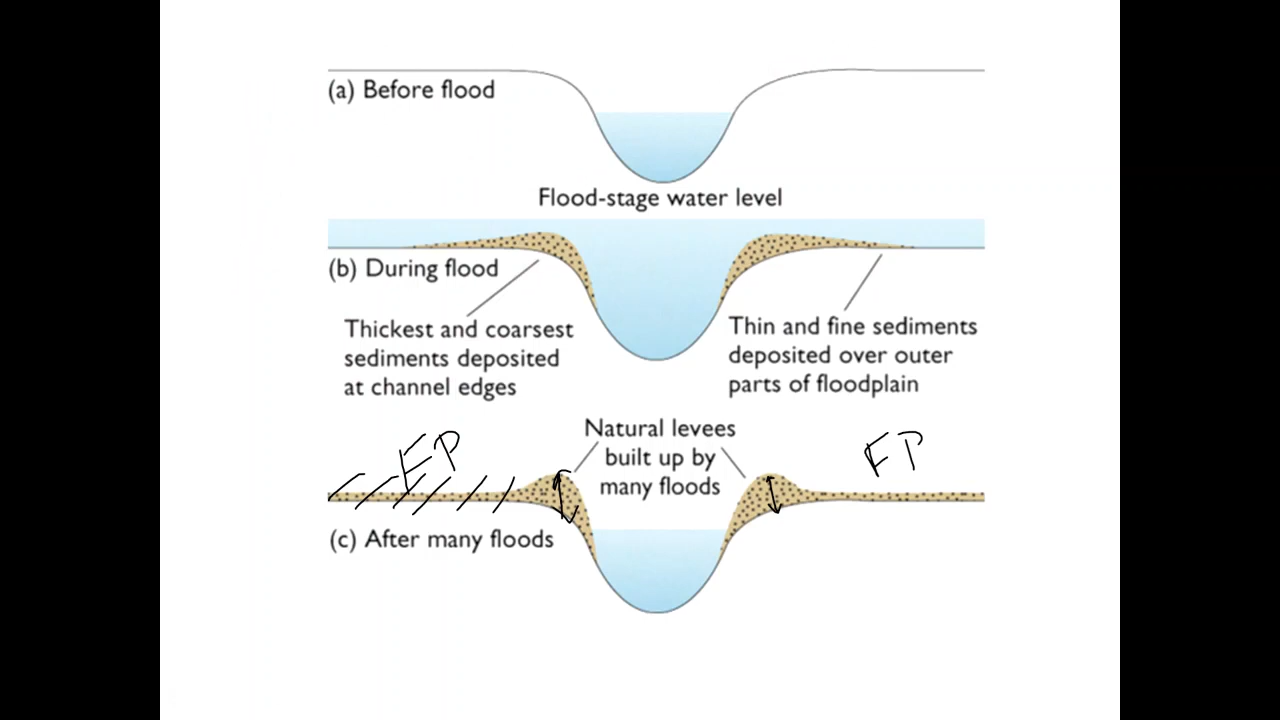 (a) Before flood
Flood-stage water level
(b) During flood
Thickest and coarsest
sediments deposited
at channel edges
Thin and fine sediments
deposited over outer
parts of floodplain
Natural levees
built up by
many floods
FP
FP
(c) After many floods